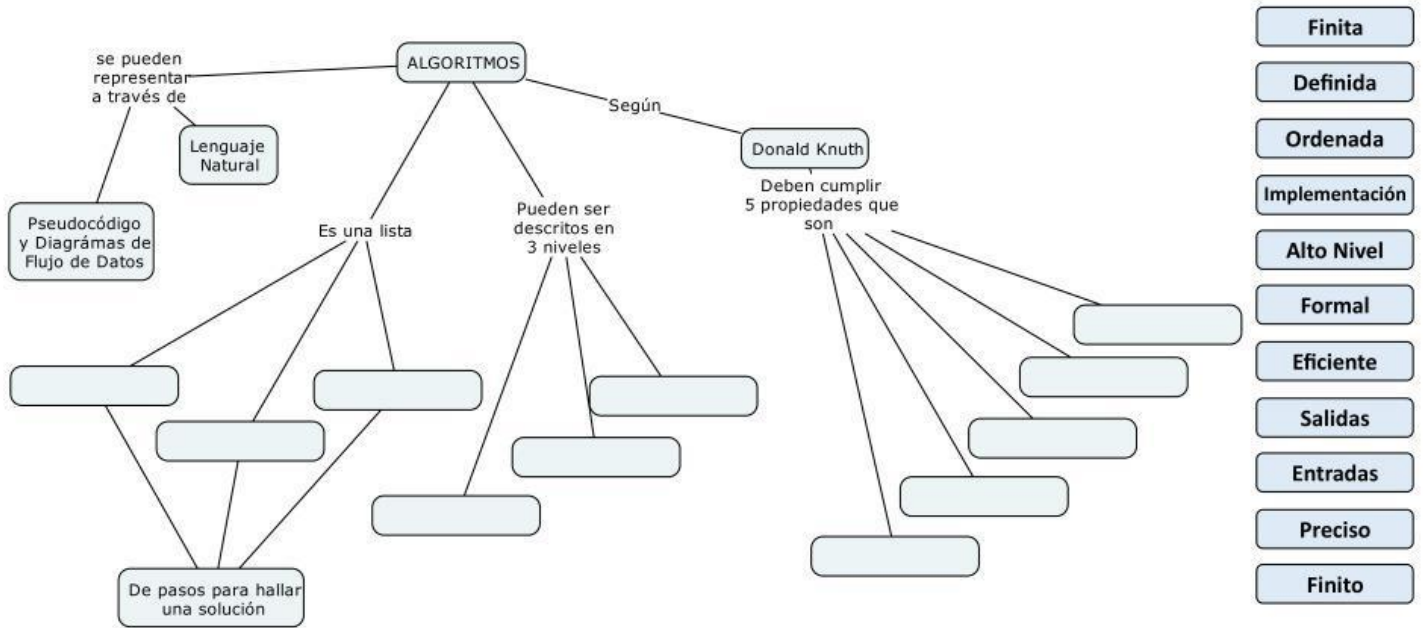 ALGORITMOS
se pueden
representar
a través de
Lenguaje
Natural
Pseudocódigo
y Diagrámas de
Flujo de Datos
Es una lista
De pasos para hallar
una solución
Pueden ser
descritos en
3 niveles
Según
Donald Knuth
Deben cumplir
5 propiedades que
son
Finita
Definida
Ordenada
Implementación
Alto Nivel
Formal
Eficiente
Salidas
Entradas
Preciso
Finito